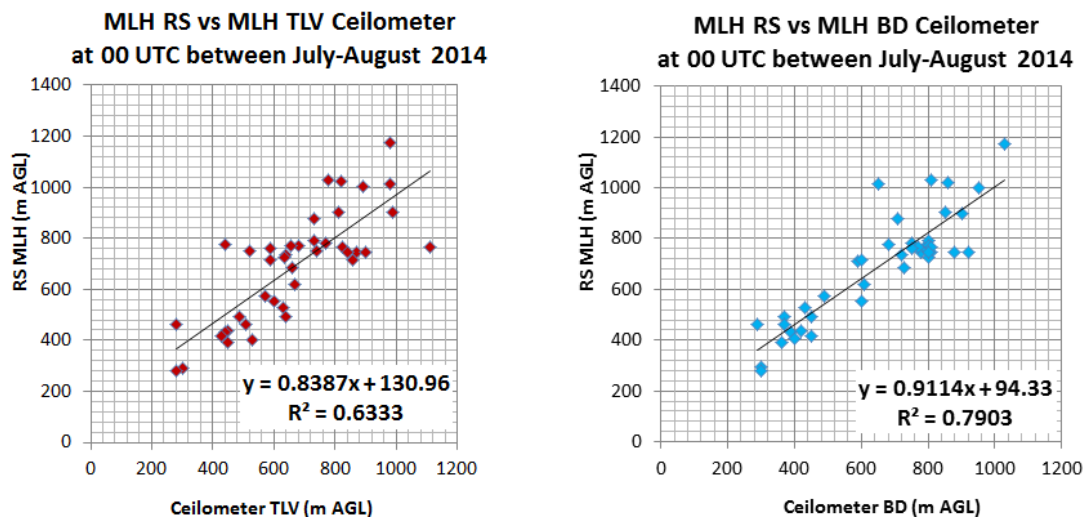 MLH RS vs MLH TLV Ceilometer
at 00 UTC between July-August 2014
1400
1200
1000
800
600
400
200
0
RS MLH (m AGL)
y = 0.8387x + 130.96
R² = 0.6333
0 200 400 600 800 1000 1200
Ceilometer TLV (m AGL)
MLH RS vs MLH BD Ceilometer
at 00 UTC between July-August 2014
1400
1200
1000
800
600
400
200
0
RS MLH (m AGL)
y = 0.9114x + 94.33
R² = 0.7903
0 200 400 600 800 1000 1200
Ceilometer BD (m AGL)